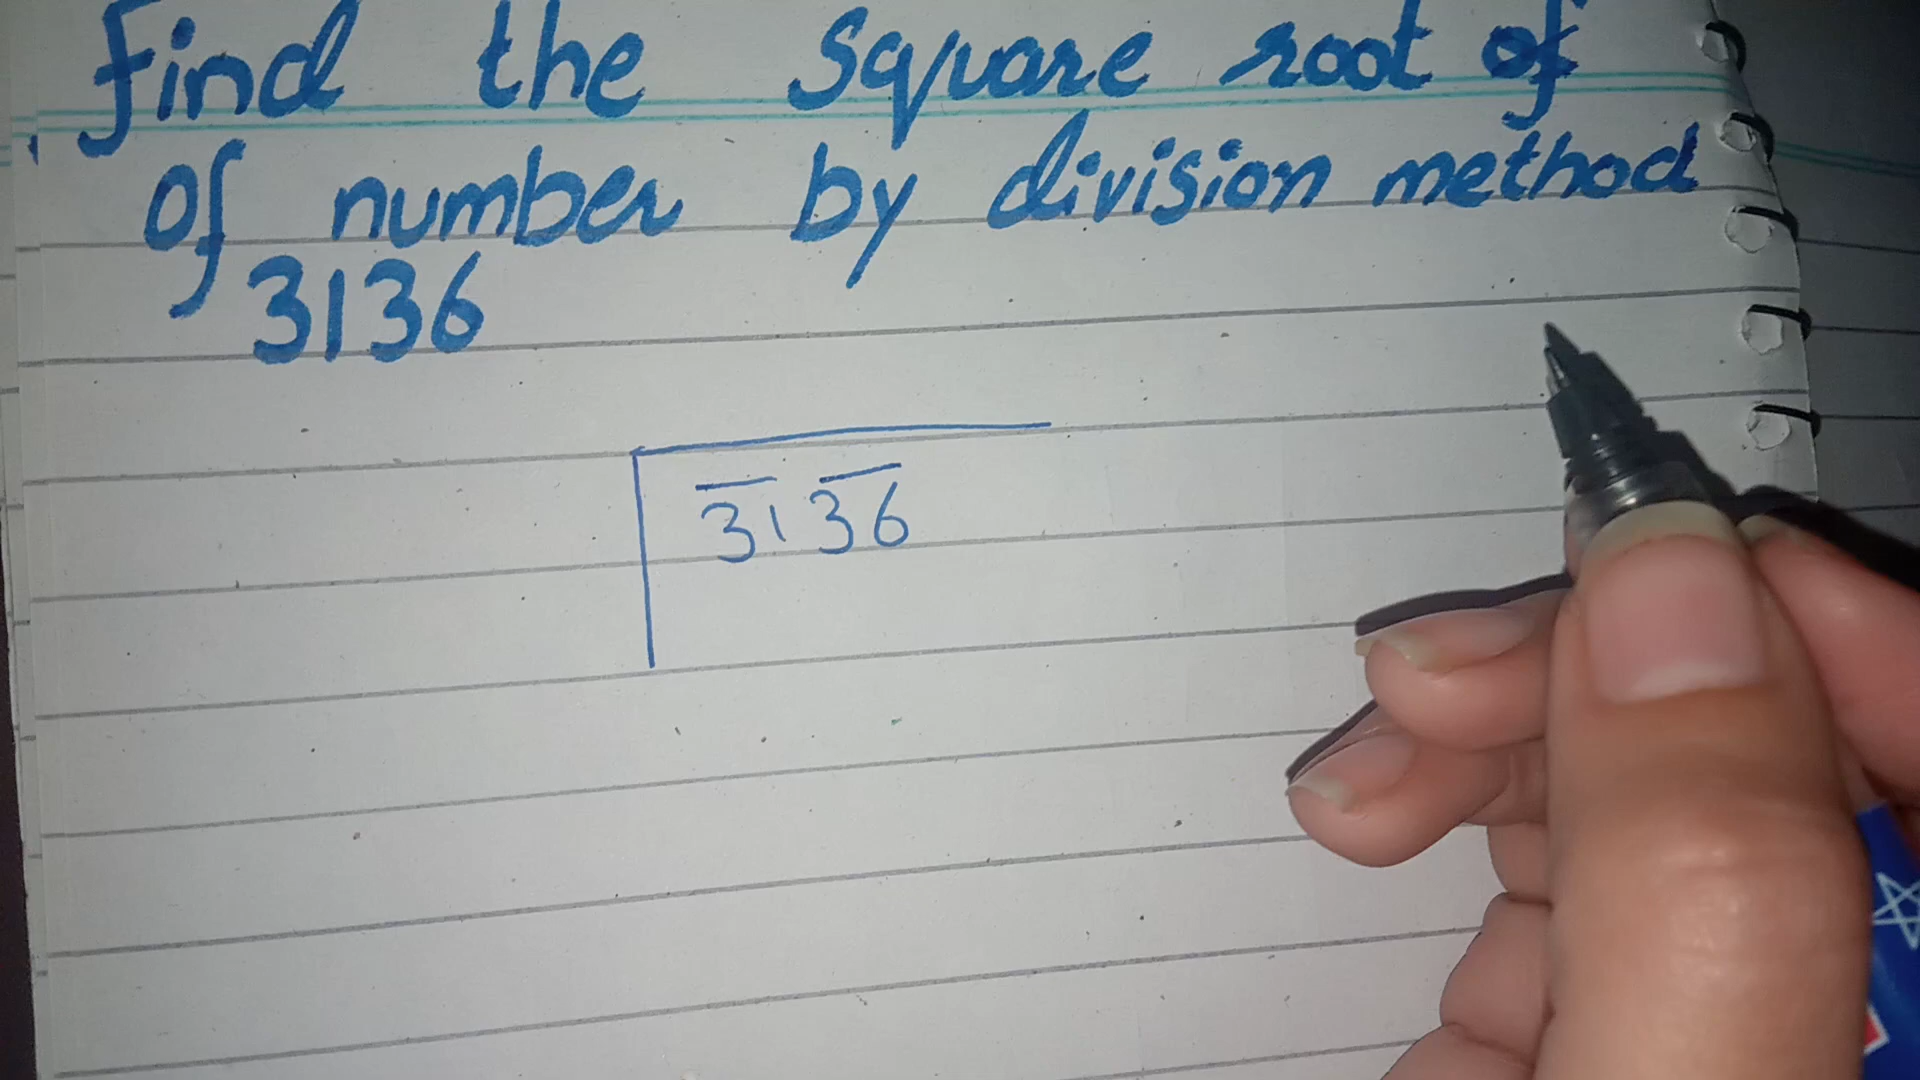 find the square root of
of number by division method
3136
3136